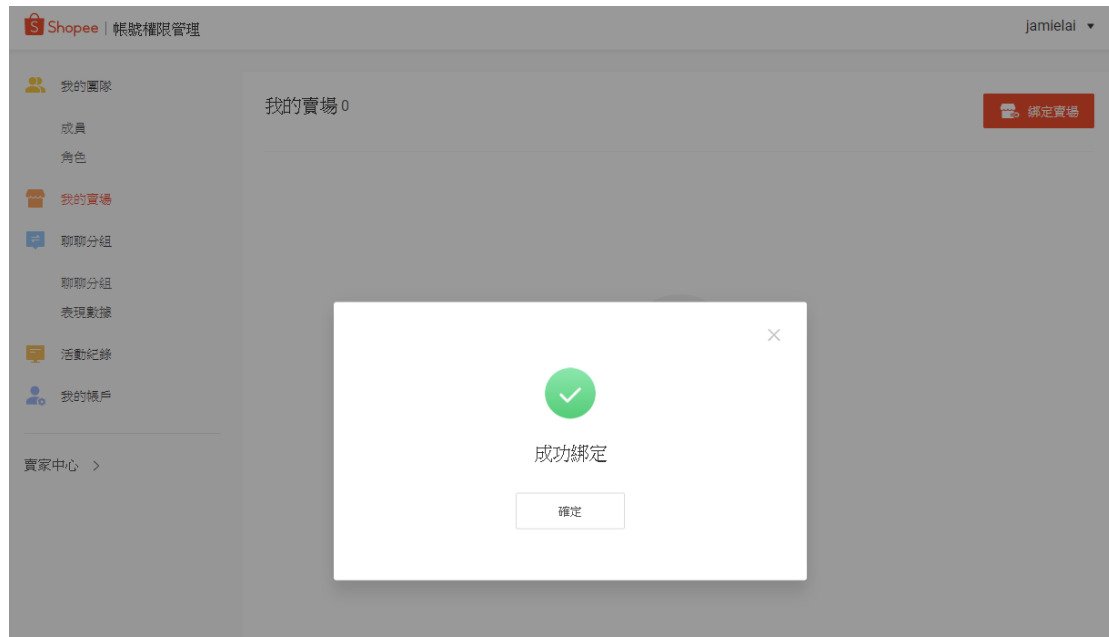 Shopee | 帳號權限管理
jamielai
我的團隊
成員
角色
我的賣場
聊聊分組
聊聊分組
表現數據
活動紀錄
我的帳戶
賣家中心 >
我的賣場 0
綁定賣場
成功綁定
確定